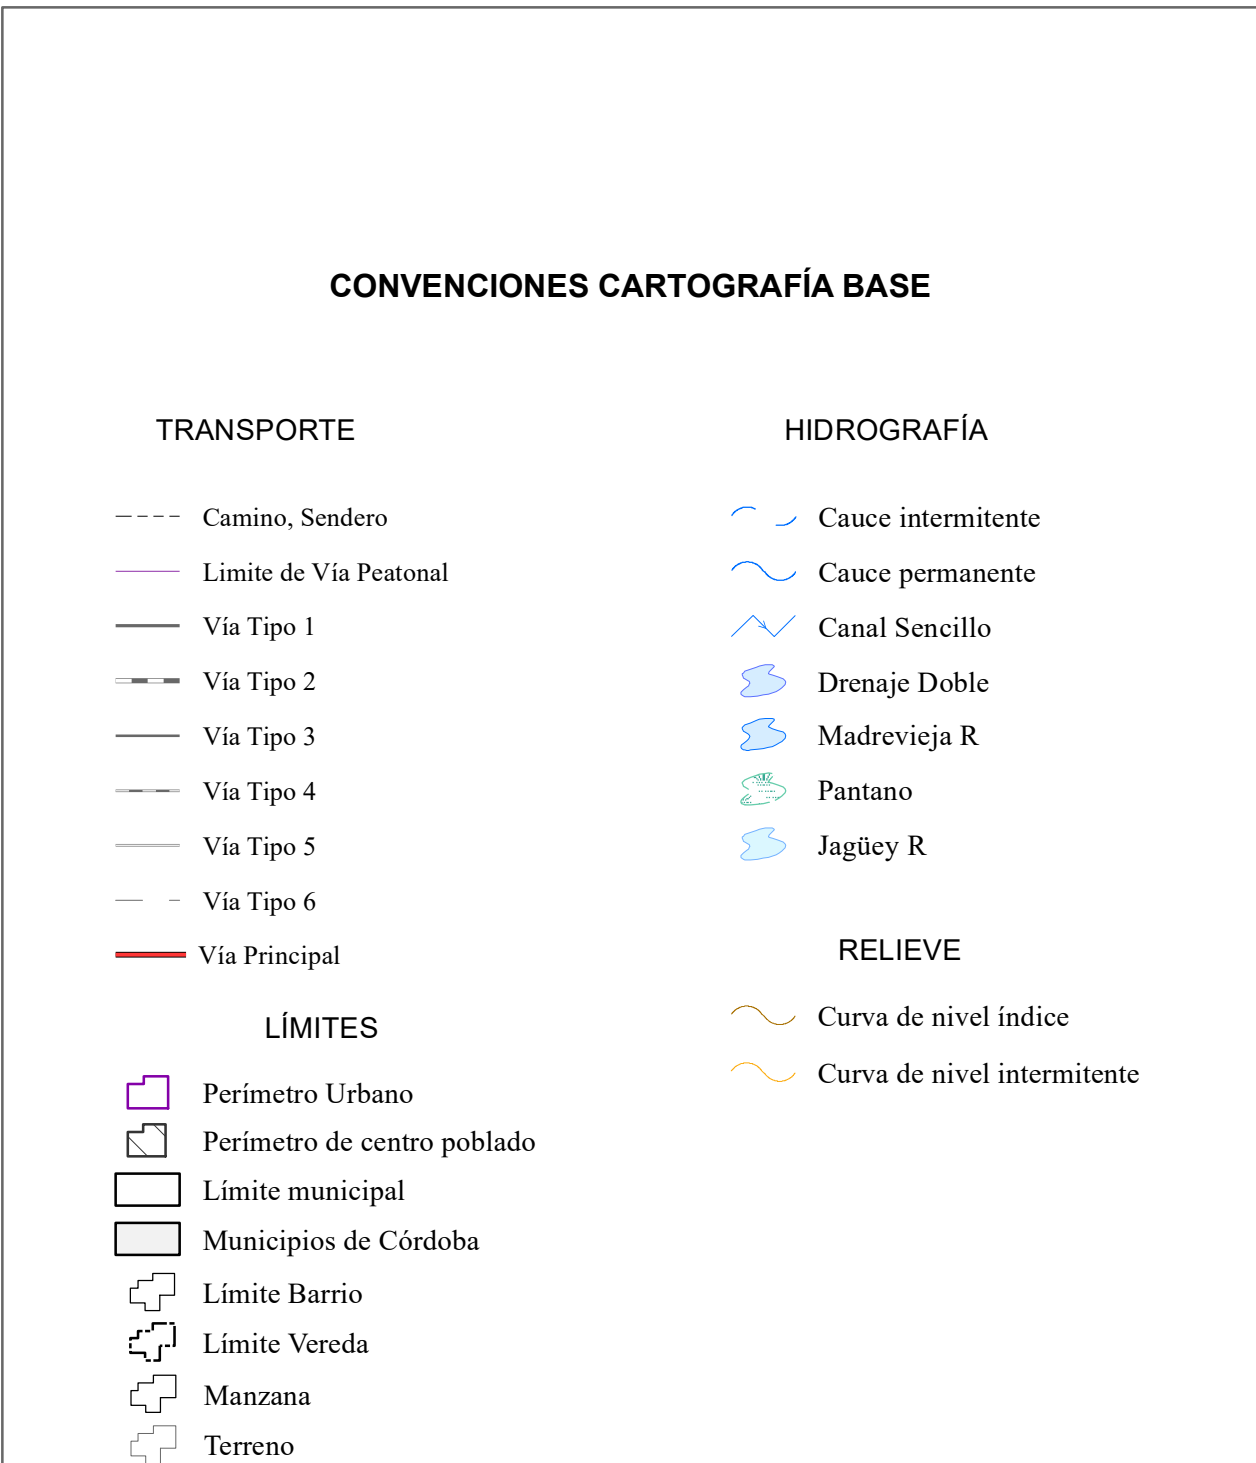 CONVENCIONES CARTOGRAFÍA BASE
TRANSPORTE
Camino, Sendero
Limite de Vía Peatonal
Vía Tipo 1
Vía Tipo 2
Vía Tipo 3
Vía Tipo 4
Vía Tipo 5
Vía Tipo 6
Vía Principal
LÍMITES
Perímetro Urbano
Perímetro de centro poblado
Límite municipal
Municipios de Córdoba
Límite Barrio
Límite Vereda
Manzana
Terreno
HIDROGRAFÍA
Cauce intermitente
Cauce permanente
Canal Sencillo
Drenaje Doble
Madrevieja R
Pantano
Jagüey R
RELIEVE
Curva de nivel índice
Curva de nivel intermitente